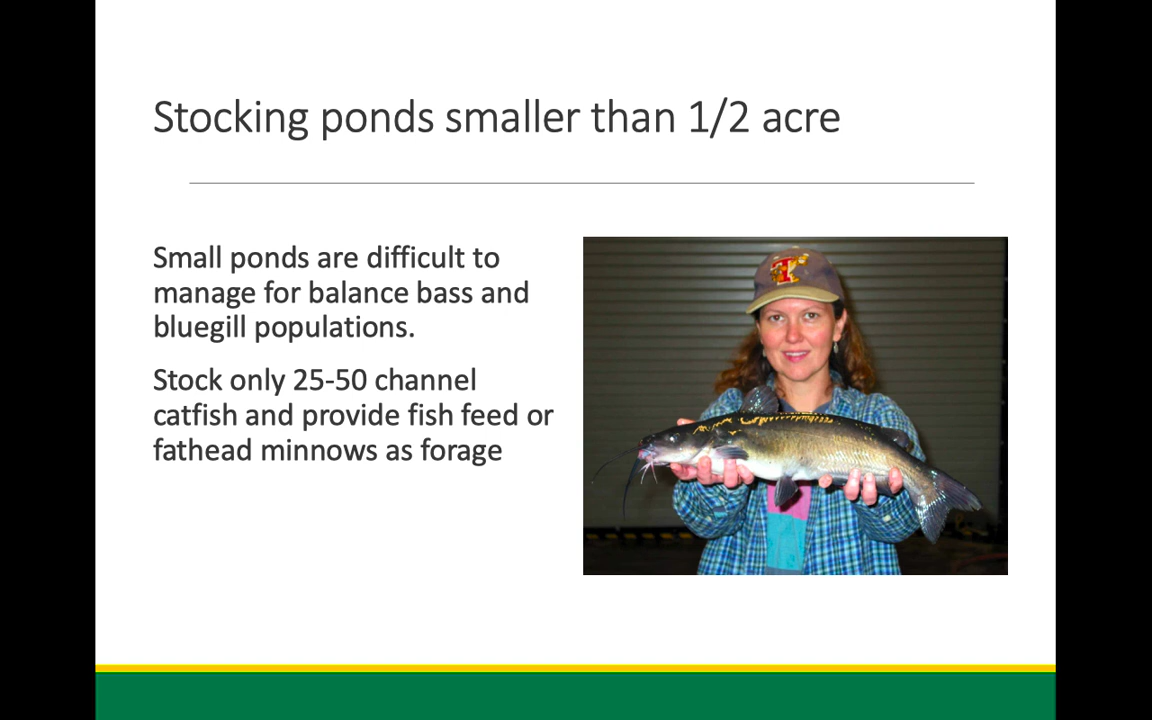 Stocking ponds smaller than 1/2 acre
Small ponds are difficult to
manage for balance bass and
bluegill populations.
Stock only 25-50 channel
catfish and provide fish feed or
fathead minnows as forage